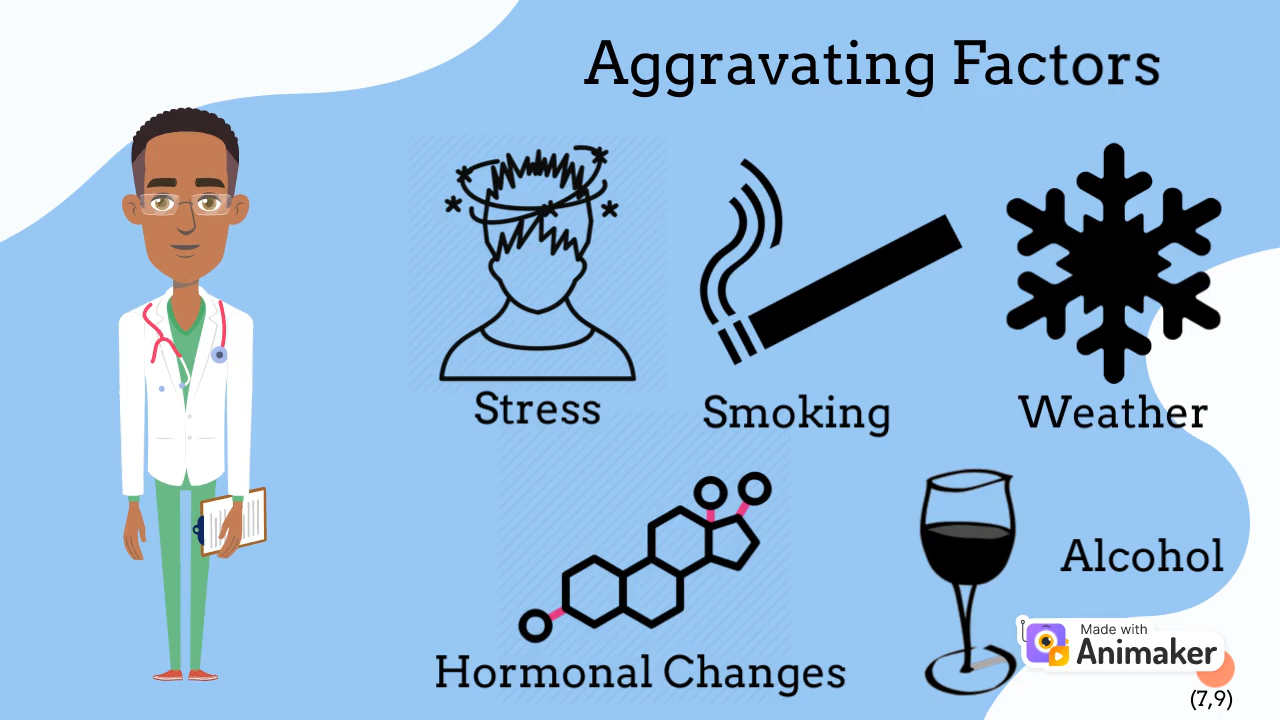 Aggravating Factors
Stress
Smoking
Weather
Hormonal Changes
Alcohol
Made with
Animaker
(7,9)